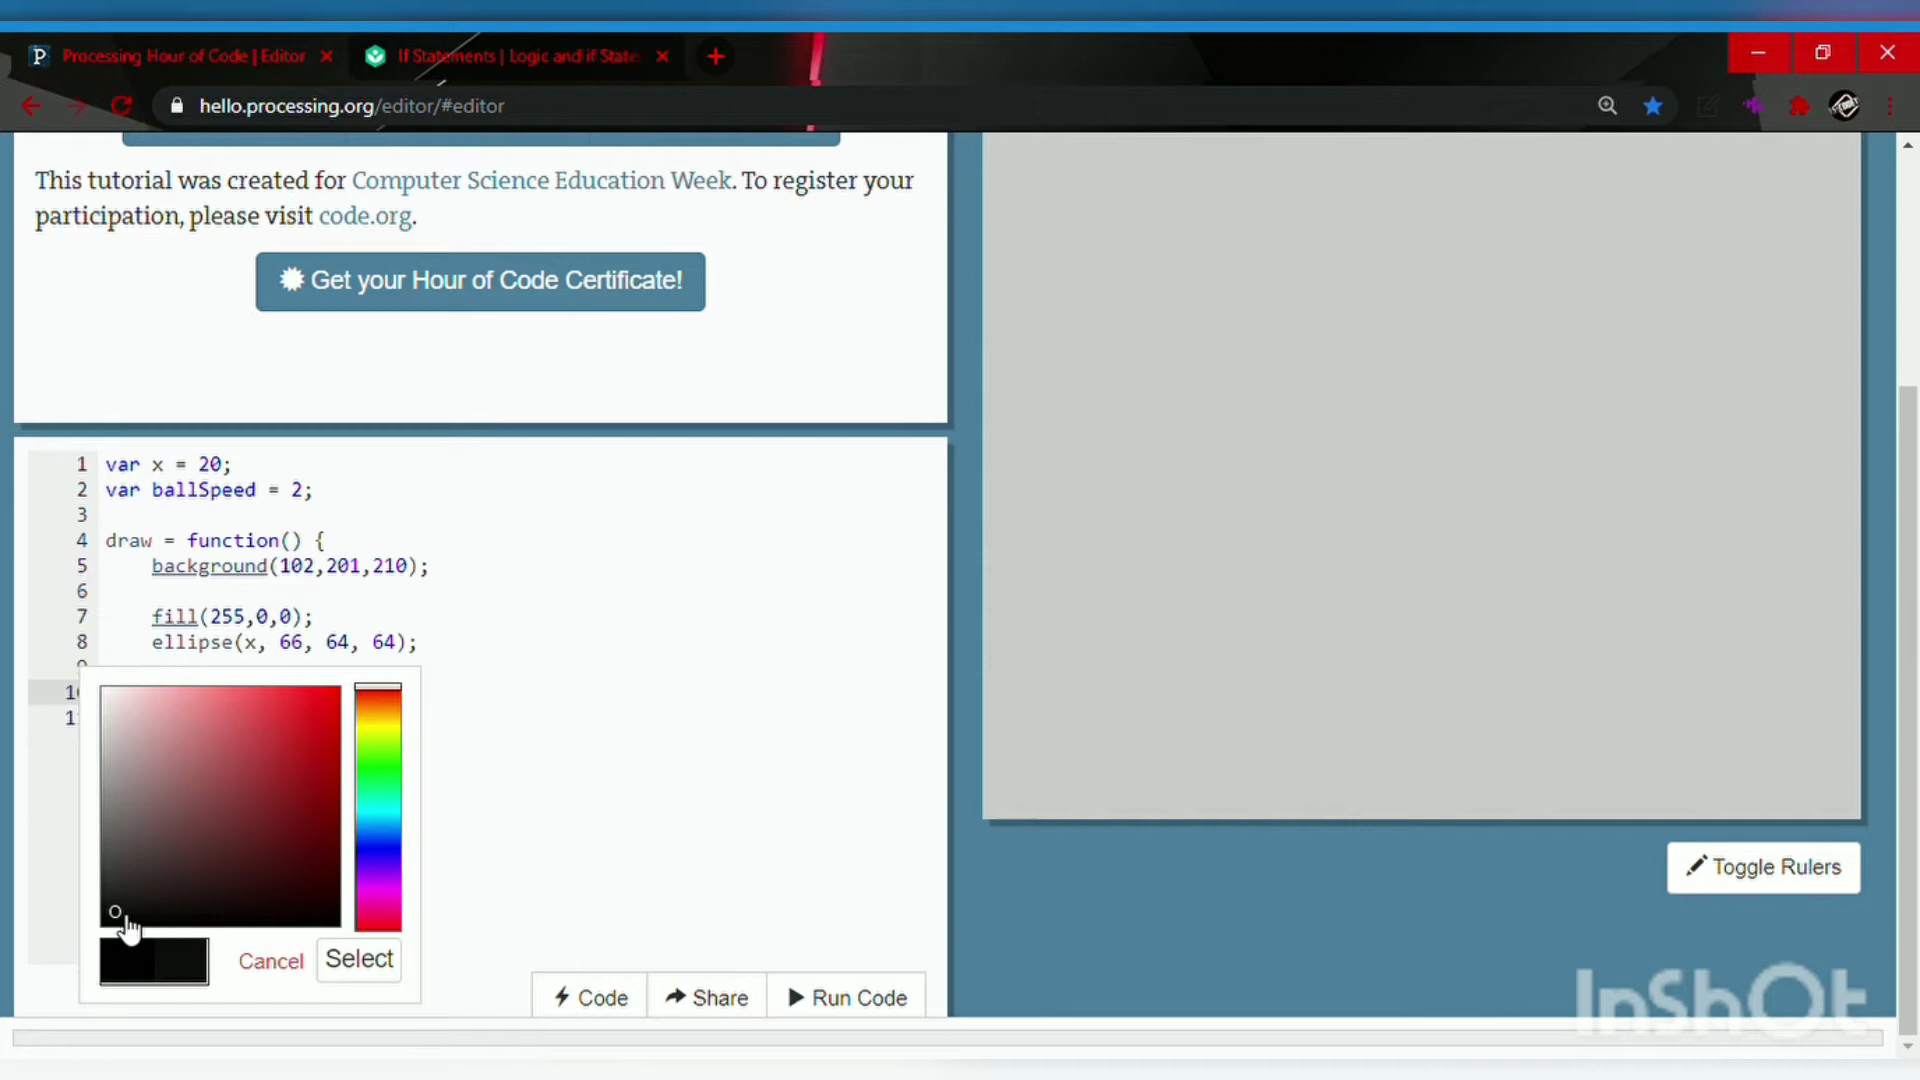 Processing Hour of Code | Editor
If Statements | Logic and if State
hello.processing.org/editor/#editor
This tutorial was created for Computer Science Education Week. To register your
participation, please visit code.org.
Get your Hour of Code Certificate!
1 var x = 20;
2 var ballSpeed = 2;
3
4 draw = function() {
5 background(102,201,210);
6
7 fill(255,0,0);
8 ellipse(x, 66, 64, 64);
Cancel
Select
Code
Share
Run Code
Toggle Rulers
InShOt